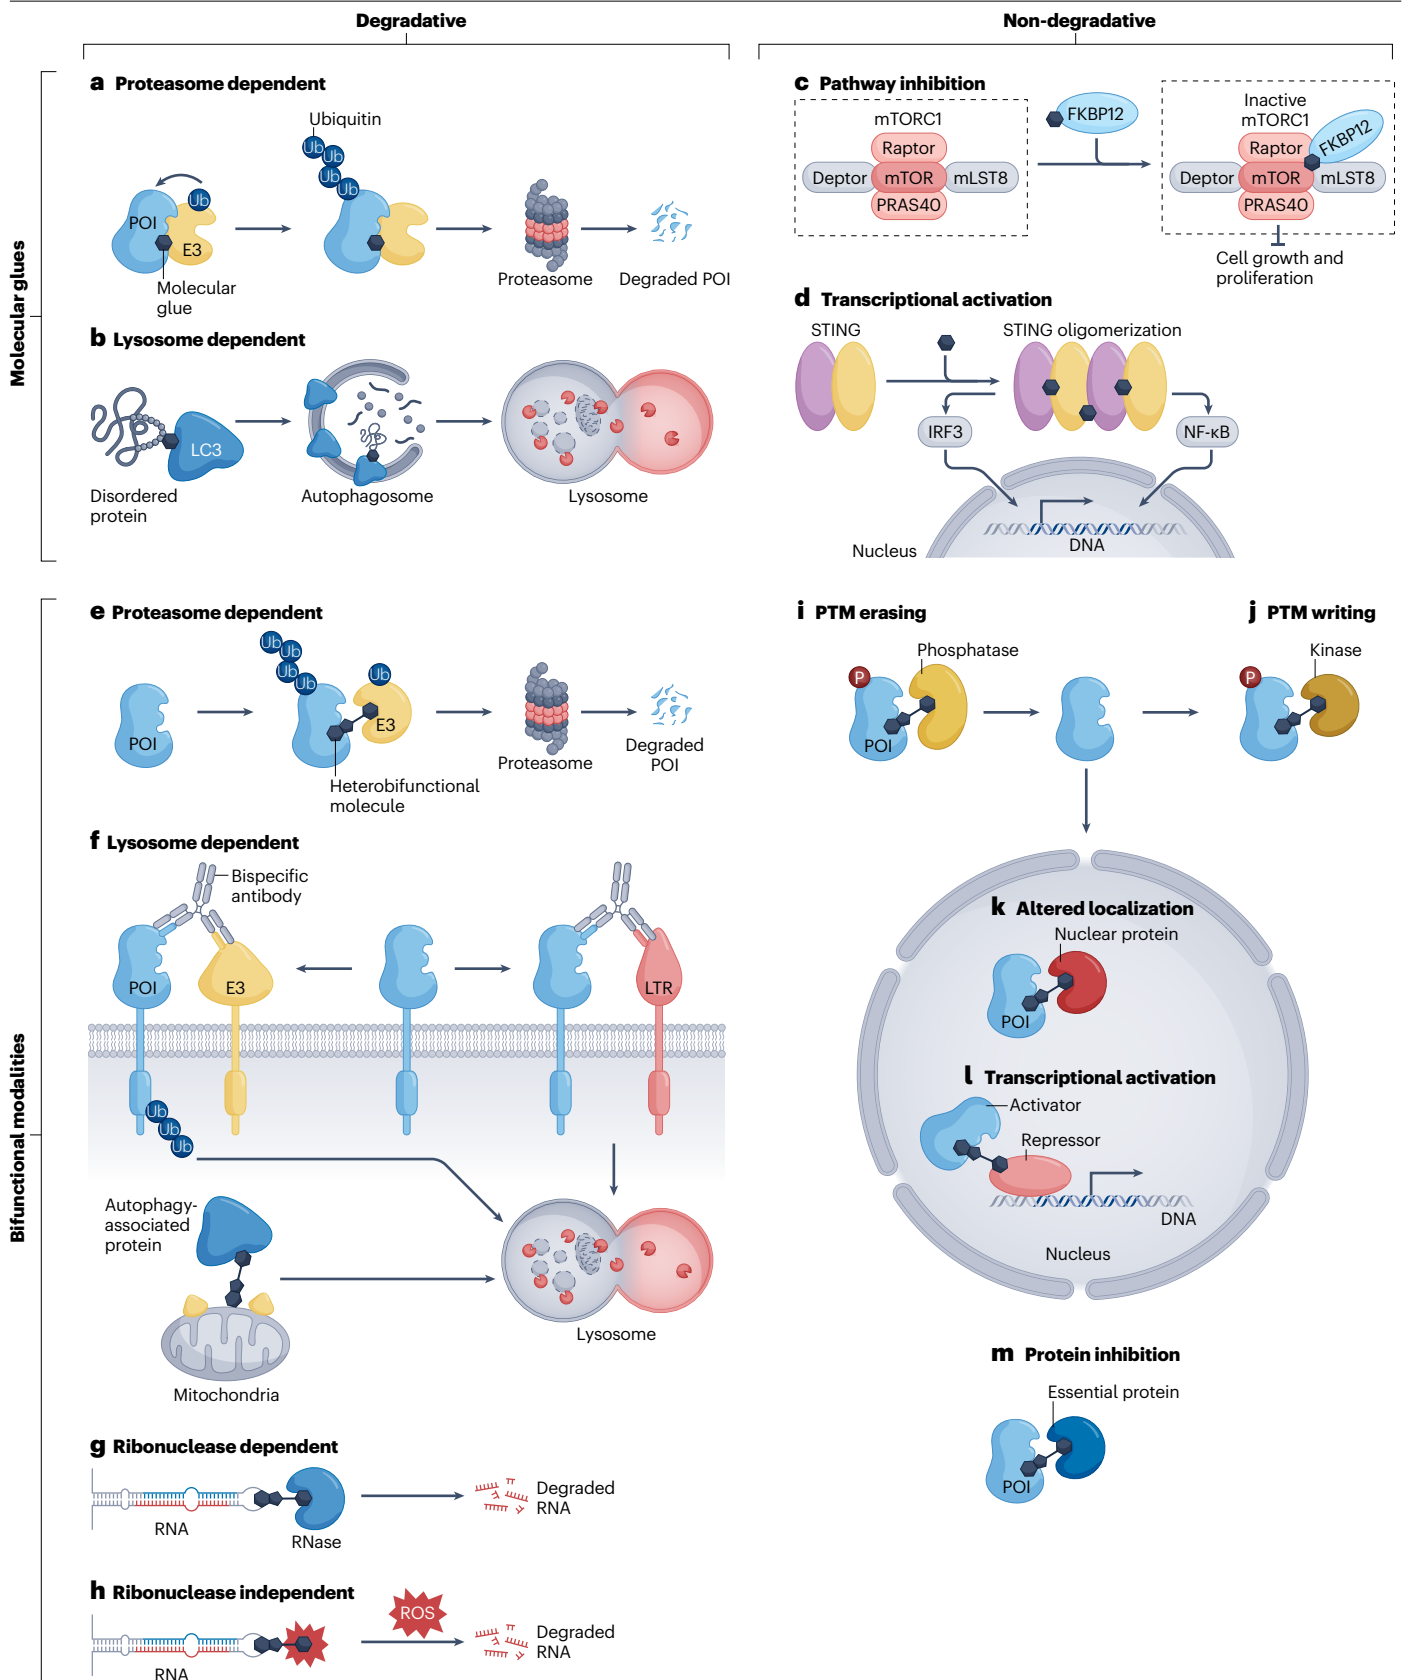 Degradative
Non-degradative
Molecular glues
a Proteasome dependent
Ubiquitin
Ub
Ub
Ub
Ub
Ub
POI
E3
Molecular
glue
Proteasome
Degraded POI
b Lysosome dependent
LC3
Disordered
protein
Autophagosome
Lysosome
c Pathway inhibition
mTORC1
Raptor
Deptor
mTOR
mLST8
PRAS40
FKBP12
Inactive
mTORC1
Raptor
FKBP12
Deptor
mTOR
mLST8
PRAS40
Cell growth and
proliferation
d Transcriptional activation
STING
STING oligomerization
IRF3
NF-κB
Nucleus
DNA
Bifunctional modalities
e Proteasome dependent
POI
Ub
Ub
Ub
Ub
Ub
E3
Heterobifunctional
molecule
Proteasome
Degraded
POI
f Lysosome dependent
Bispecific
antibody
POI
E3
LTR
Ub
Ub
Ub
Autophagy-
associated
protein
Mitochondria
Lysosome
g Ribonuclease dependent
RNA
RNase
Degraded
RNA
h Ribonuclease independent
RNA
ROS
Degraded
RNA
i PTM erasing
P
Phosphatase
POI
j PTM writing
P
Kinase
k Altered localization
Nuclear protein
POI
l Transcriptional activation
Activator
Repressor
DNA
Nucleus
m Protein inhibition
Essential protein
POI